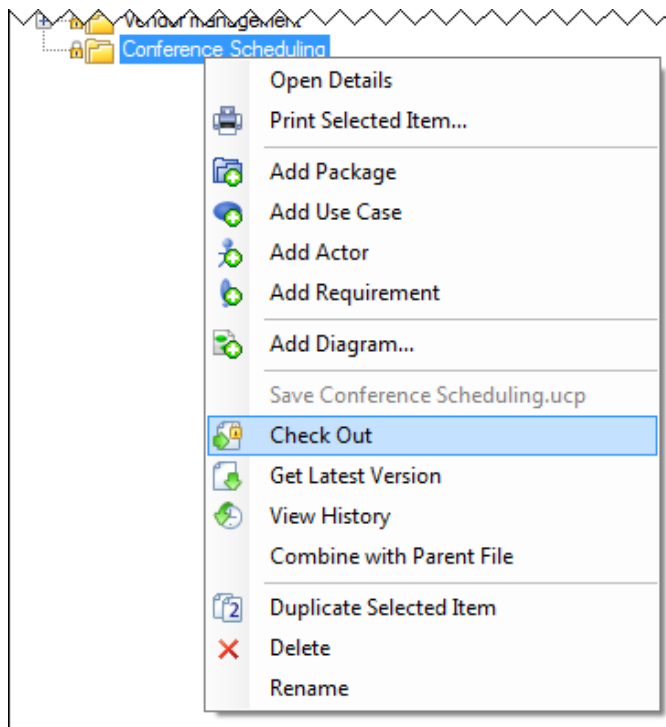 Vendor management
Conference Scheduling
Open Details
Print Selected Item...
Add Package
Add Use Case
Add Actor
Add Requirement
Add Diagram...
Save Conference Scheduling.ucp
Check Out
Get Latest Version
View History
Combine with Parent File
Duplicate Selected Item
Delete
Rename